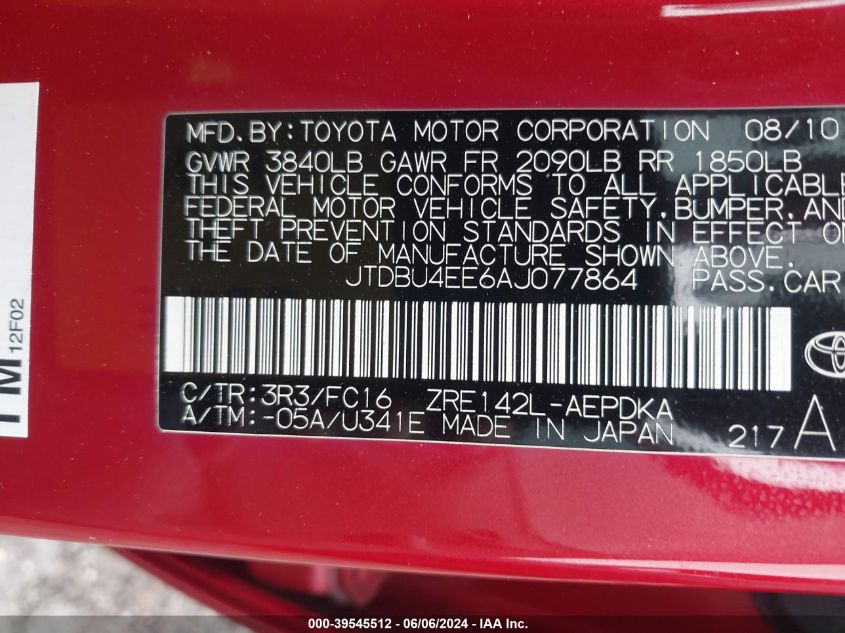 MFD.BY:TOYOTA MOTOR CORPORATION 08/10
GVWR 3840LB GAWR FR 2090LB RR 1850LB
THIS VEHICLE CONFORMS TO ALL APPLICABLE
FEDERAL MOTOR VEHICLE SAFETY.BUMPER.AND
THEFT PREVENTION STANDARDS IN EFFECT ON
THE DATE OF MANUFACTURE SHOWN ABOVE.
JTDBU4EE6AJ077864 PASS.CAR
C/TR:3R3/FC16 ZRE142L-AEPDKA
A/TM:-05A/U341E MADE IN JAPAN 217A
12F02
000-39545512 - 06/06/2024 - IAA Inc.